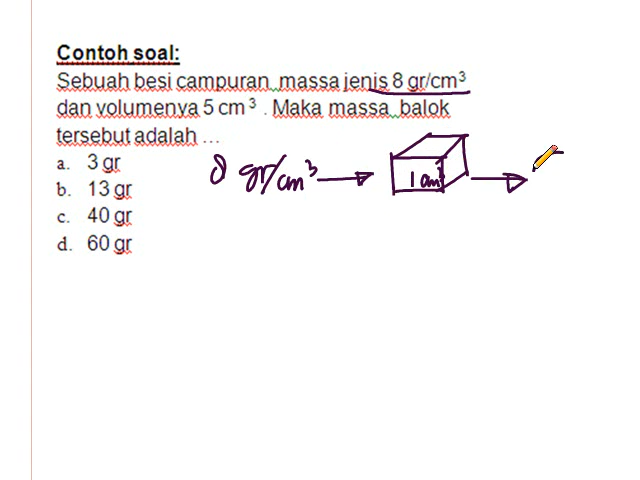 Contoh soal:
Sebuah besi campuran massa jenis 8 gr/cm³
dan volumenya 5 cm³ . Maka massa balok
tersebut adalah ...
a. 3 gr
b. 13 gr
c. 40 gr
d. 60 gr
8 gr/cm³
1 cm³